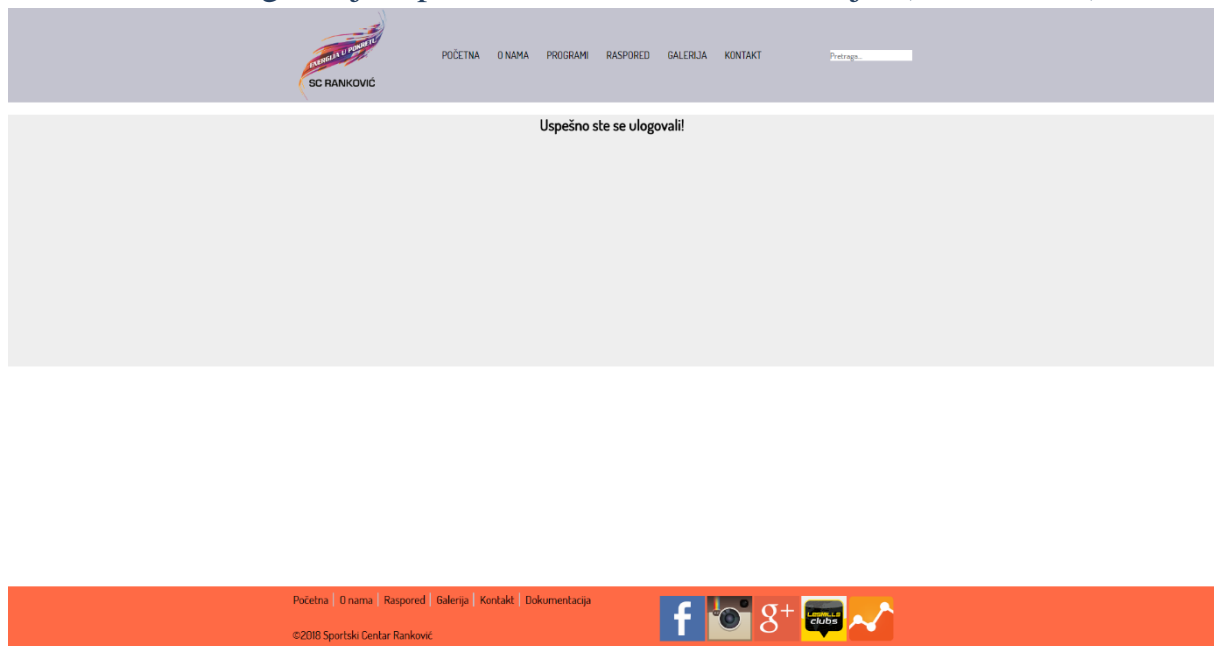 ENERGIJA U POKRETU
SC RANKOVIĆ
POČETNA O NAMA PROGRAMI RASPORED GALERIJA KONTAKT
Pretraga...
Uspešno ste se ulogovali!
Početna | O nama | Raspored | Galerija | Kontakt | Dokumentacija
©2018 Sportski Centar Ranković
f
g+
LESMILLS
clubs